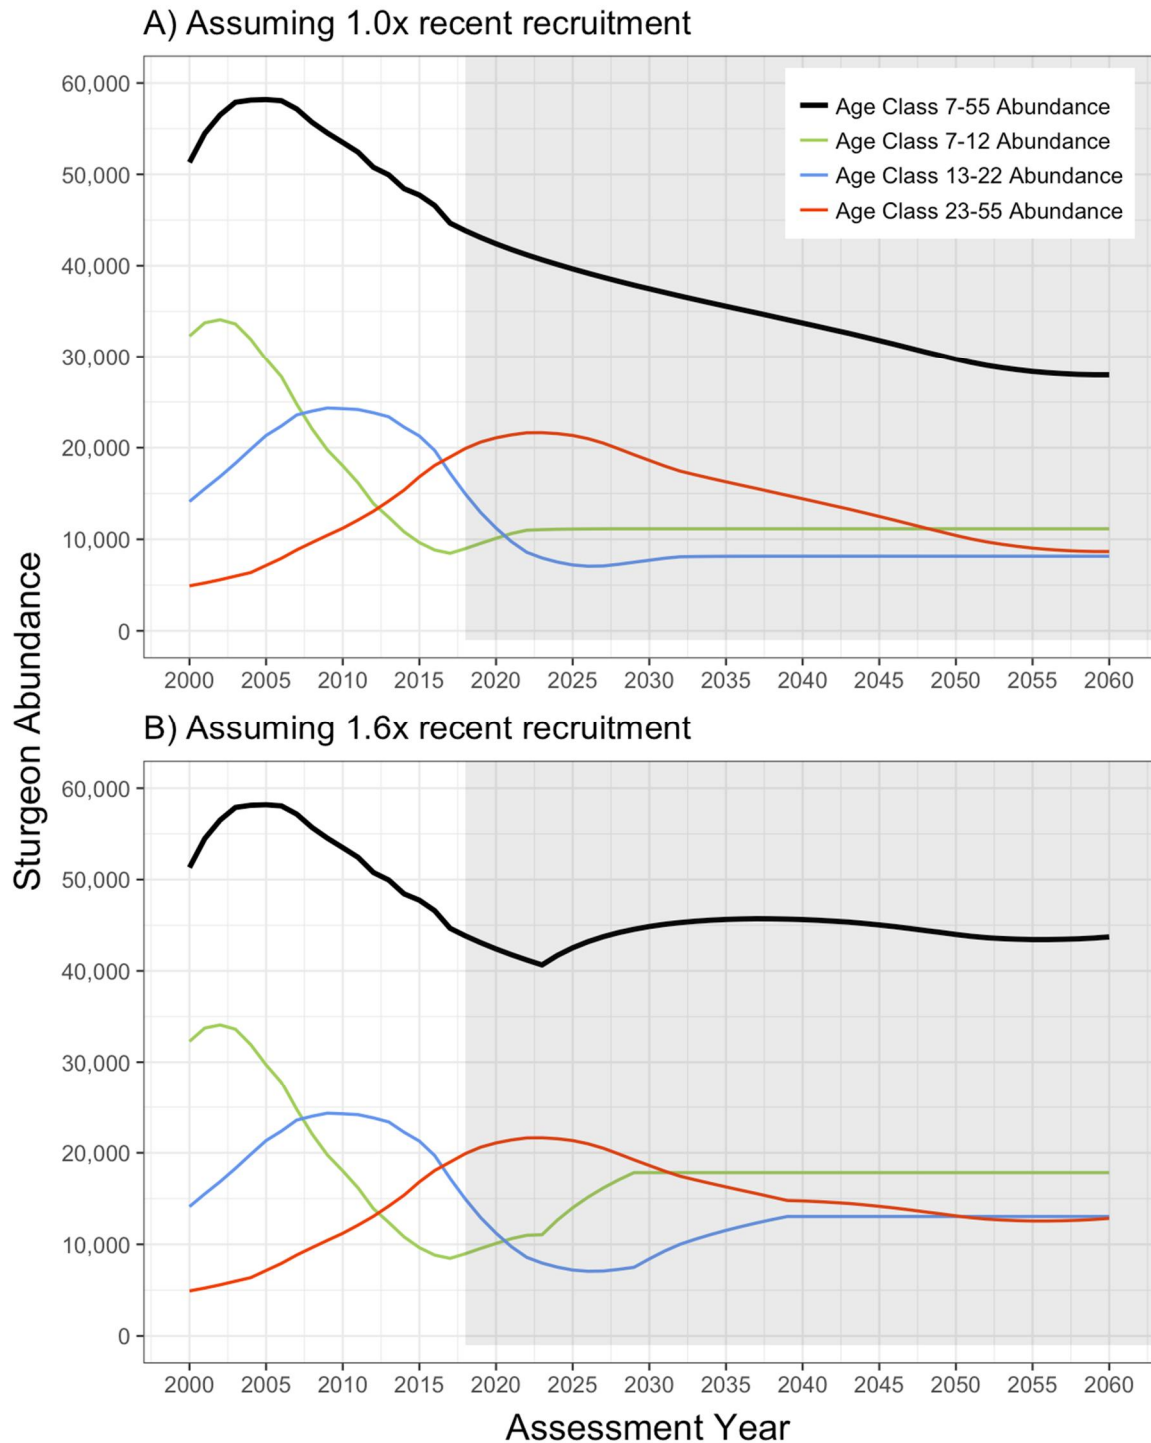 A) Assuming 1.0x recent recruitment
60,000
50,000
40,000
30,000
20,000
10,000
0
Age Class 7-55 Abundance
Age Class 7-12 Abundance
Age Class 13-22 Abundance
Age Class 23-55 Abundance
2000 2005 2010 2015 2020 2025 2030 2035 2040 2045 2050 2055 2060
Sturgeon Abundance
B) Assuming 1.6x recent recruitment
60,000
50,000
40,000
30,000
20,000
10,000
0
2000 2005 2010 2015 2020 2025 2030 2035 2040 2045 2050 2055 2060
Assessment Year